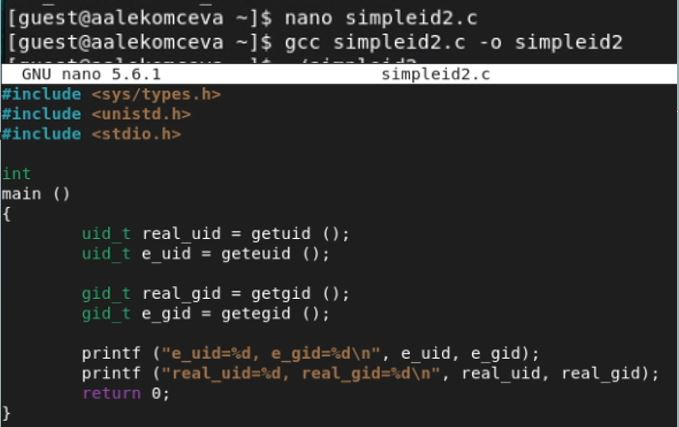 [guest@aalekomceva ~]$ nano simpleid2.c
[guest@aalekomceva ~]$ gcc simpleid2.c -o simpleid2
GNU nano 5.6.1 simpleid2.c
#include <sys/types.h>
#include <unistd.h>
#include <stdio.h>
int
main ()
{
uid_t real_uid = getuid ();
uid_t e_uid = geteuid ();
gid_t real_gid = getgid ();
gid_t e_gid = getegid ();
printf ("e_uid=%d, e_gid=%d\n", e_uid, e_gid);
printf ("real_uid=%d, real_gid=%d\n", real_uid, real_gid);
return 0;
}